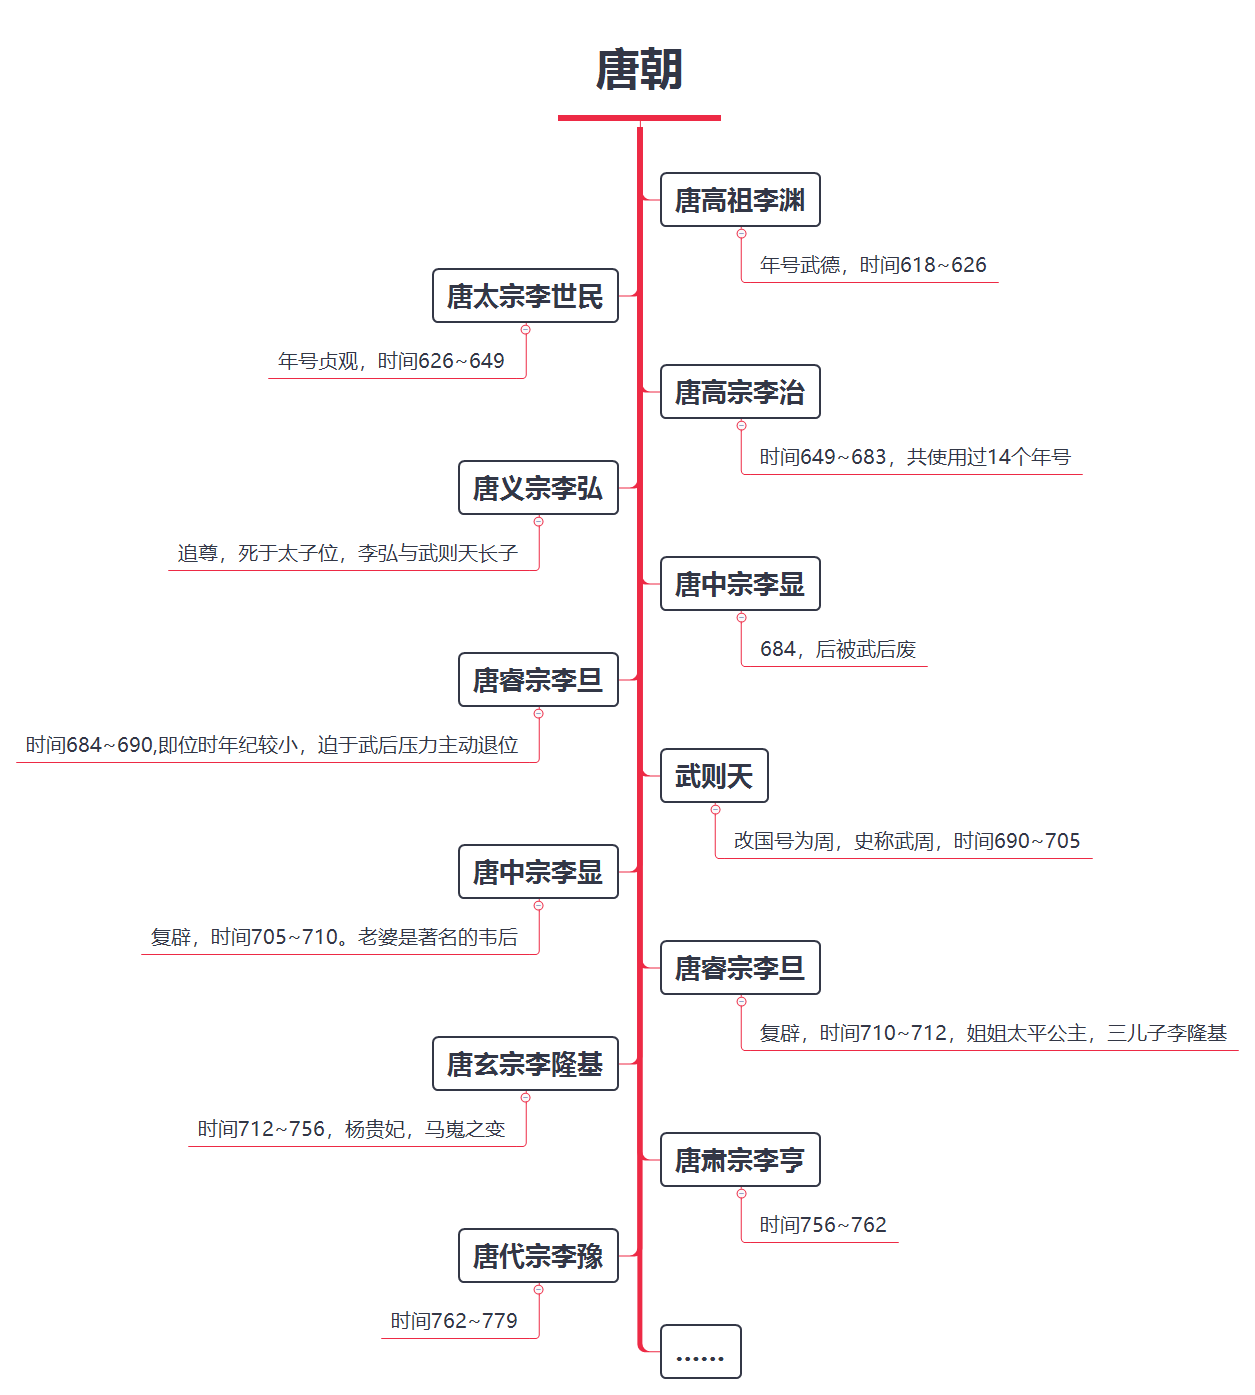 唐朝
唐高祖李渊
年号武德，时间618~626
唐太宗李世民
年号贞观，时间626~649
唐高宗李治
时间649~683，共使用过14个年号
唐义宗李弘
追尊，死于太子位，李弘与武则天长子
唐中宗李显
684，后被武后废
唐睿宗李旦
时间684~690,即位时年纪较小，迫于武后压力主动退位
武则天
改国号为周，史称武周，时间690~705
唐中宗李显
复辟，时间705~710。老婆是著名的韦后
唐睿宗李旦
复辟，时间710~712，姐姐太平公主，三儿子李隆基
唐玄宗李隆基
时间712~756，杨贵妃，马嵬之变
唐肃宗李亨
时间756~762
唐代宗李豫
时间762~779
……